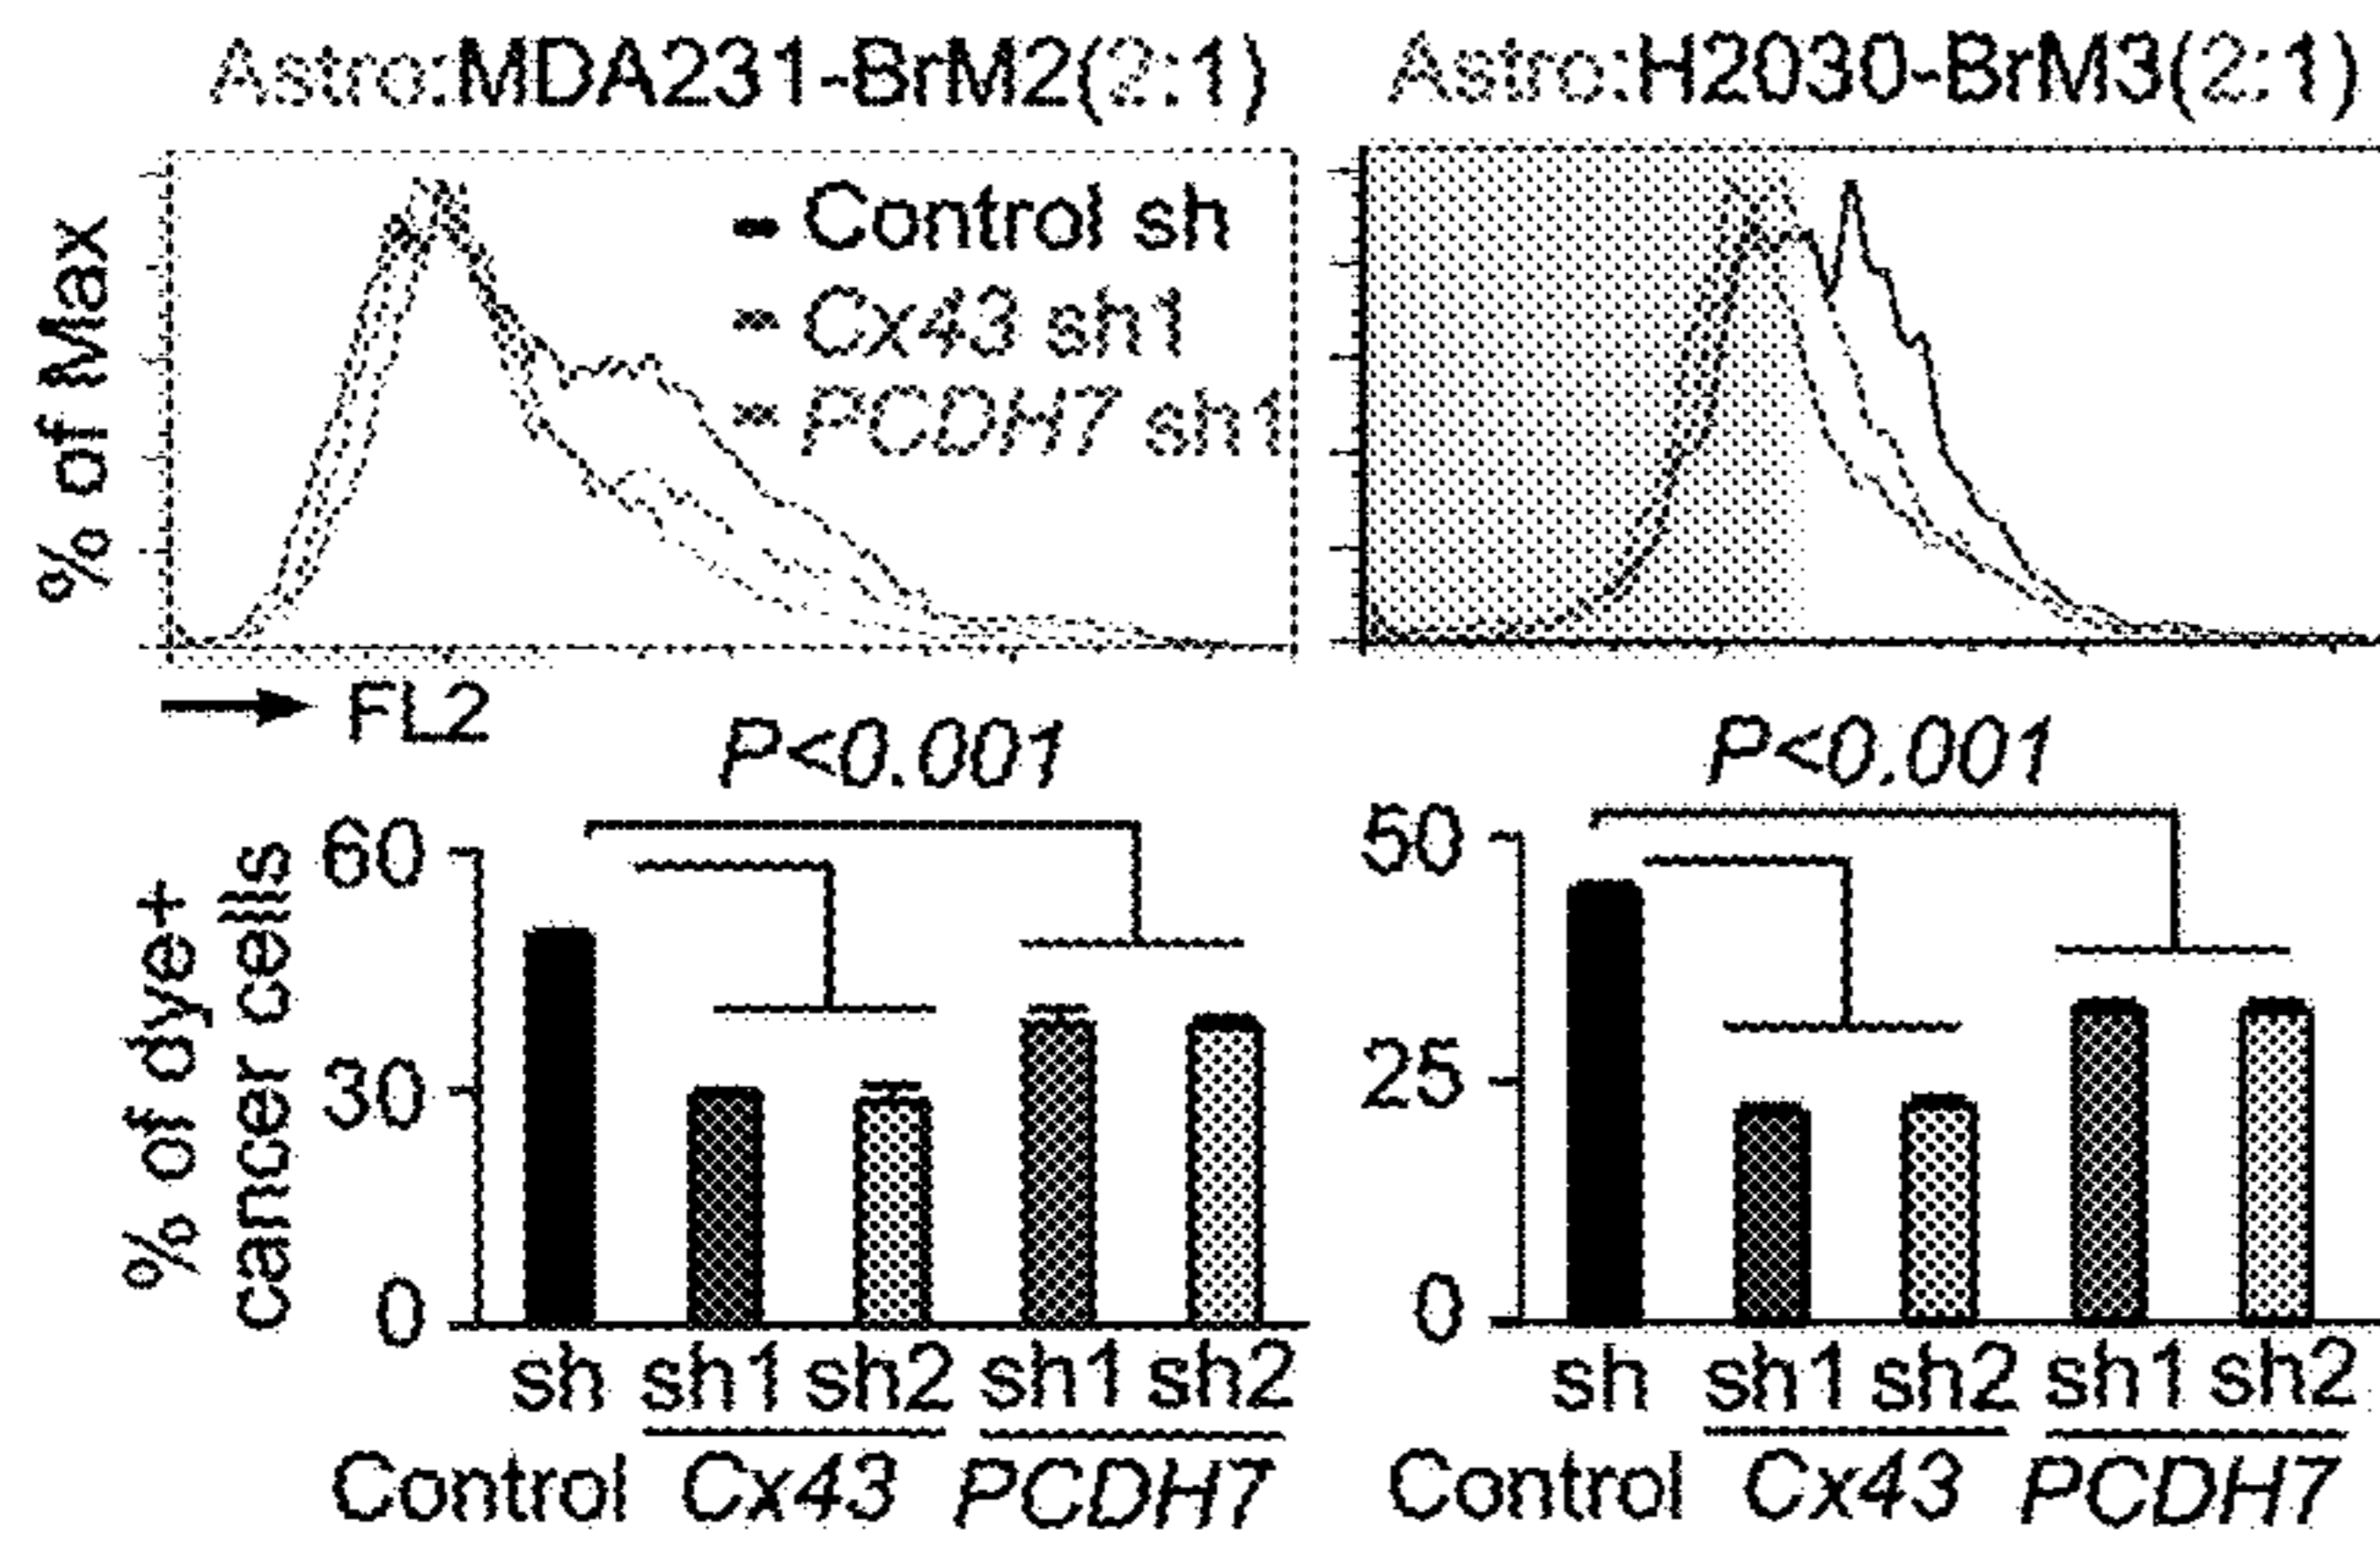 Astro:MDA231-BrM2(2:1)
Astro:H2030-BrM3(2:1)
% of Max
Control sh
Cx43 sh1
PCDH7 sh1
FL2
P<0.001
P<0.001
% of dye+
cancer cells
60
30
0
sh sh1 sh2 sh1 sh2
Control Cx43 PCDH7
50
25
0
sh sh1 sh2 sh1 sh2
Control Cx43 PCDH7